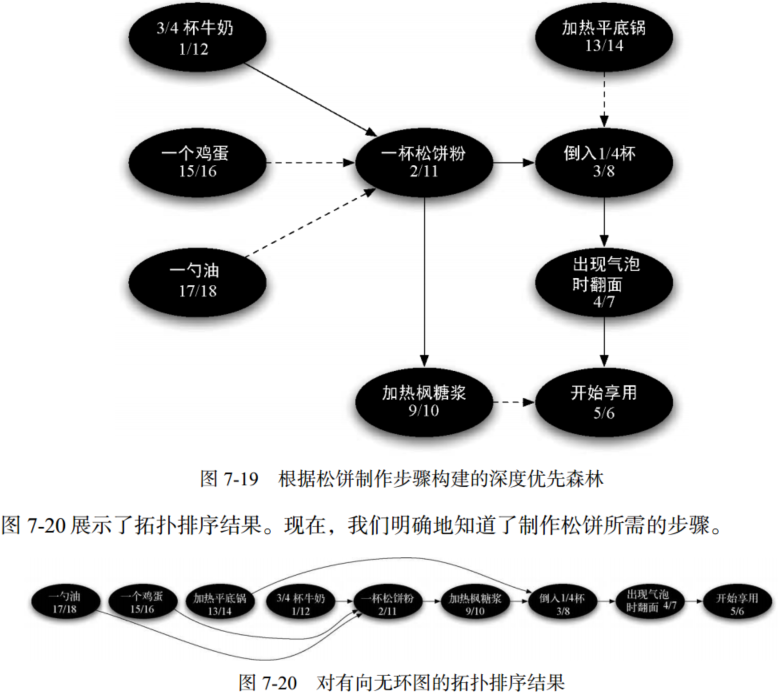 3/4 杯牛奶
1/12
加热平底锅
13/14
一个鸡蛋
15/16
一杯松饼粉
2/11
倒入1/4杯
3/8
一勺油
17/18
出现气泡
时翻面
4/7
加热枫糖浆
9/10
开始享用
5/6
图 7-19 根据松饼制作步骤构建的深度优先森林
图 7-20 展示了拓扑排序结果。现在，我们明确地知道了制作松饼所需的步骤。
一勺油
17/18
一个鸡蛋
15/16
加热平底锅
13/14
3/4 杯牛奶
1/12
一杯松饼粉
2/11
加热枫糖浆
9/10
倒入1/4杯
3/8
出现气泡
时翻面 4/7
开始享用
5/6
图 7-20 对有向无环图的拓扑排序结果